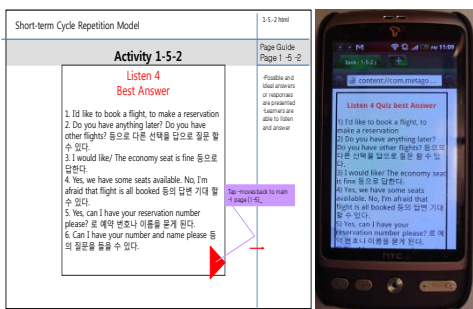 Short-term Cycle Repetition Model
1-5.-2 html
Activity 1-5-2
Page Guide
Page 1 -5 -2
Listen 4
Best Answer
1. I'd like to book a flight, to make a reservation
2. Do you have anything later? Do you have
other flights? 등으로 다른 선택을 답으로 질문 할
수 있다.
3. I would like/ The economy seat is fine 등으로
답한다.
4. Yes, we have some seats available. No, I'm
afraid that flight is all booked 등의 답변 기대 할
수 있다.
5. Yes, can I have your reservation number
please? 로 예약 번호나 이름을 묻게 된다.
6. Can I have your number and name please 등
의 질문을 들을 수 있다.
-Possible and
ideal answers
or responses
are presented
-Learners are
able to listen
and answer
Tap -moves back to main
-1 page (1-5)_
11:09
book - 1-5-2 j
content://com.metago...
Listen 4 Quiz best Answer
1) I'd like to book a flight, to
make a reservation
2) Do you have anything later?
Do you have other flights? 등으로
다른 선택을 답으로 질문 할 수 있
다.
3) I would like/ The economy seat
is fine 등으로 답한다.
4) Yes, we have some seats
available. No, I'm afraid that
flight is all booked 등의 답변 기대
할 수 있다.
5) Yes, can I have your
reservation number please? 로 예
약 번호나 이름을 묻게 된다.
hTC